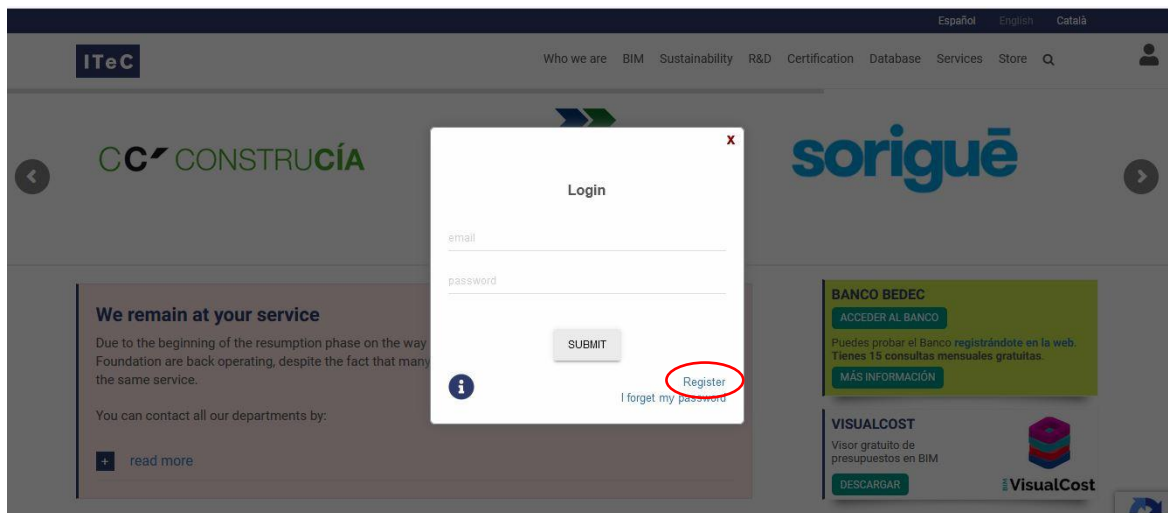 Español English Català
ITeC
Who we are BIM Sustainability R&D Certification Database Services Store
CC CONSTRUCÍA
sorigué
x
Login
email
password
SUBMIT
Register
I forget my password
We remain at your service
Due to the beginning of the resumption phase on the way
Foundation are back operating, despite the fact that many
the same service.
You can contact all our departments by:
+ read more
BANCO BEDEC
ACCEDER AL BANCO
Puedes probar el Banco registrándote en la web.
Tienes 15 consultas mensuales gratuitas.
MÁS INFORMACIÓN
VISUALCOST
Visor gratuito de
presupuestos en BIM
DESCARGAR
VisualCost